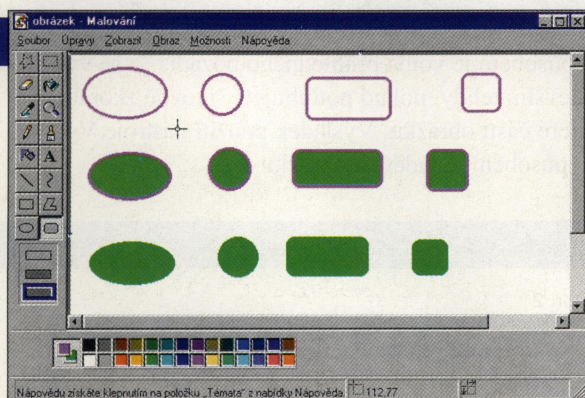 obrázek - Malování
Soubor Úpravy Zobrazit Obraz Možnosti Nápověda
A
Nápovědu získáte klepnutím na položku „Témata" z nabídky Nápověda
112,77